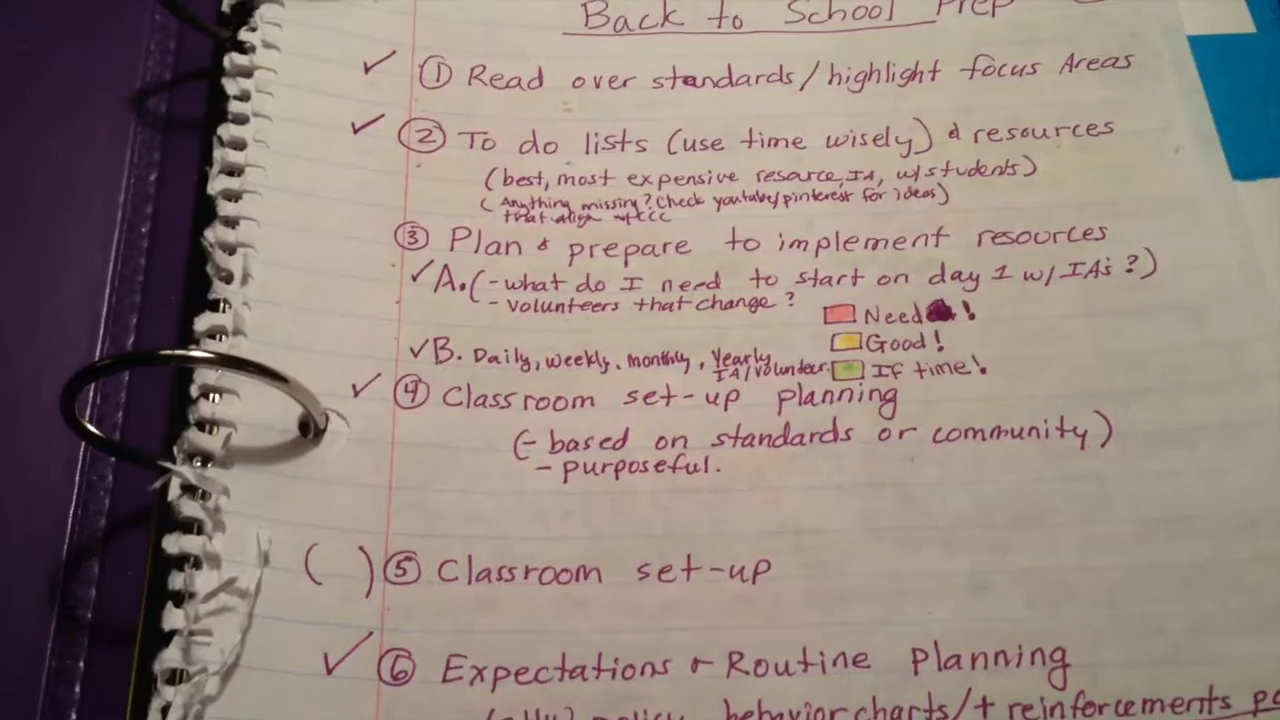 Back to School Prep
✓ ① Read over standards/highlight focus Areas
✓ ② To do lists (use time wisely) & resources
(best, most expensive resource, IA, w/students)
( Anything missing? Check youtube/pinterest for ideas)
that align
③ Plan & prepare to implement resources
✓ A. (- what do I need to start on day 1 w/ IAs?)
- volunteers that change?
Need !
Good!
✓ B. Daily, weekly, monthly, Yearly
IA/volunteer
If time!
✓ ④ Classroom set-up planning
(- based on standards or community)
- purposeful.
( ) ⑤ Classroom set-up
✓ ⑥ Expectations & Routine planning
policy behavior charts/+ reinforcements